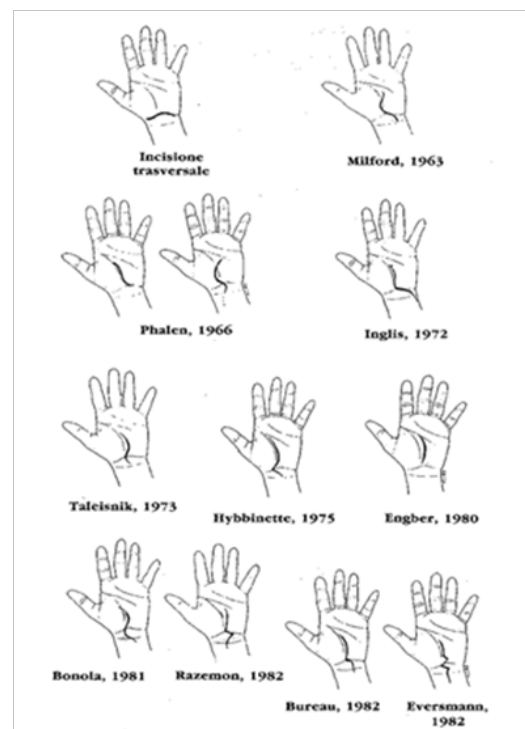 Incisione
trasversale
Milford, 1963
Phalen, 1966
Inglis, 1972
Taleisnik, 1973
Hybbinette, 1975
Engber, 1980
Bonola, 1981
Razemon, 1982
Bureau, 1982
Eversmann,
1982